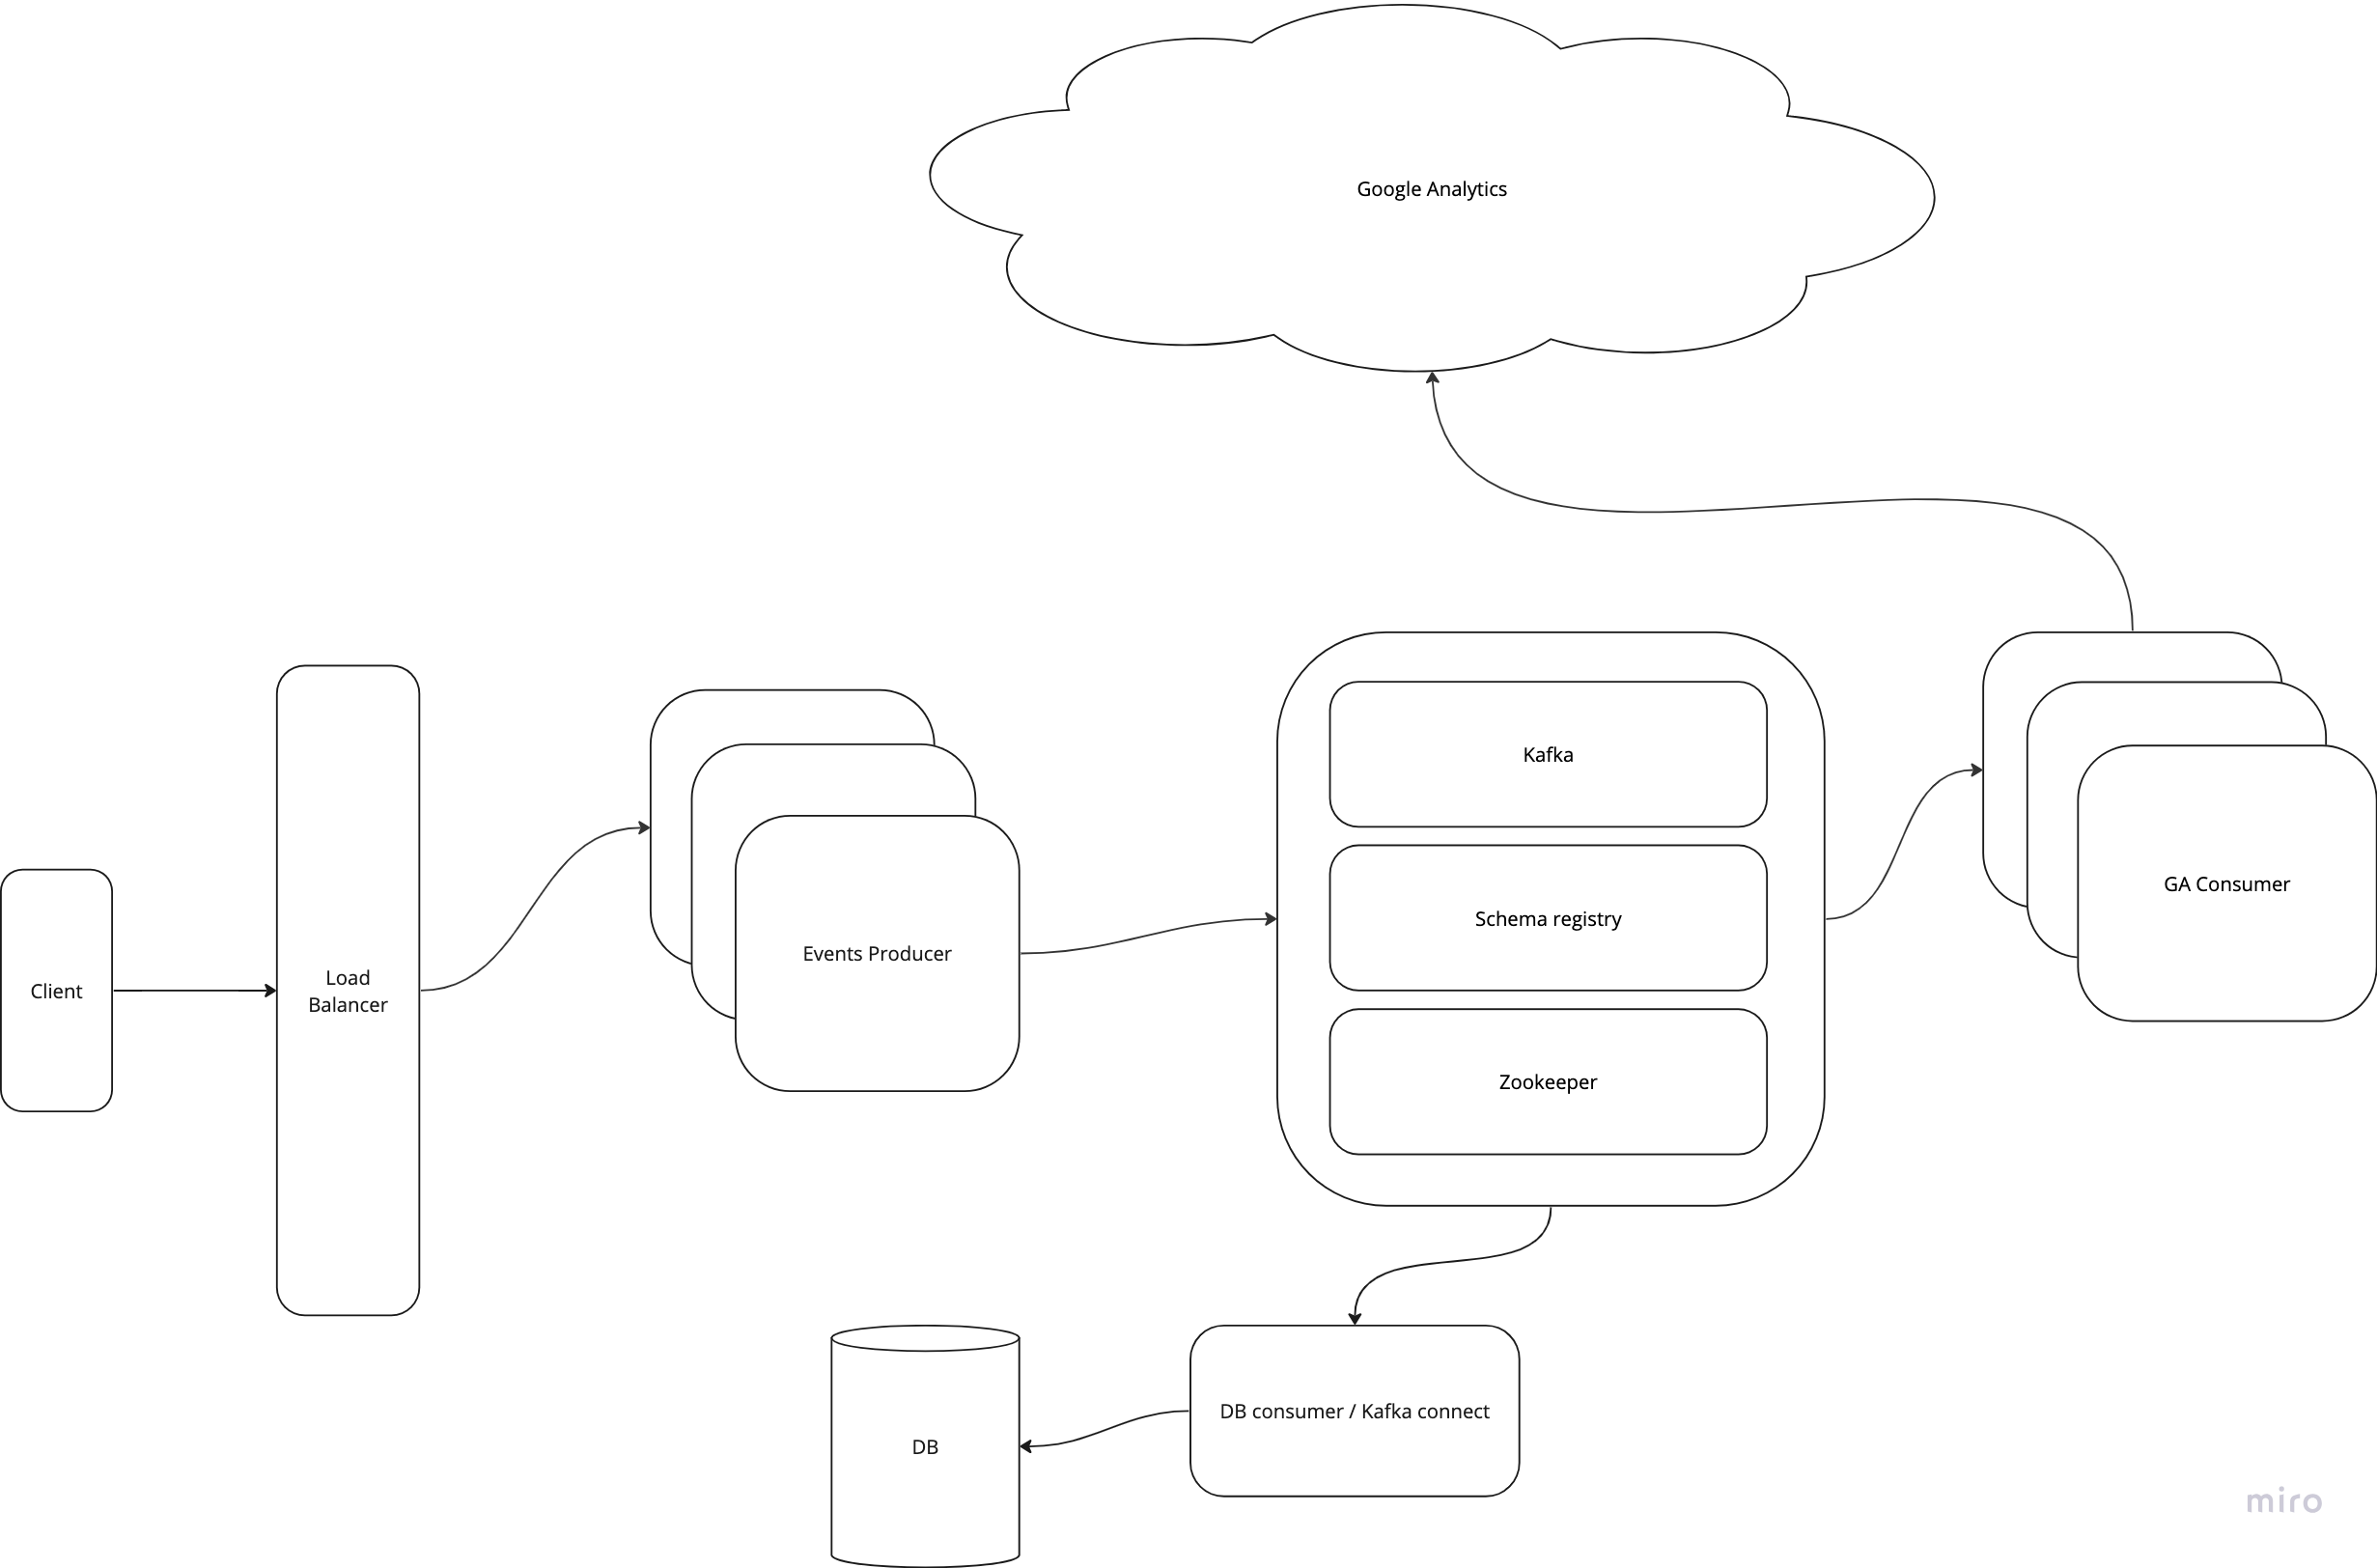 Google Analytics
Kafka
GA Consumer
Schema registry
Events Producer
Client
Load
Balancer
Zookeeper
DB consumer / Kafka connect
DB
miro